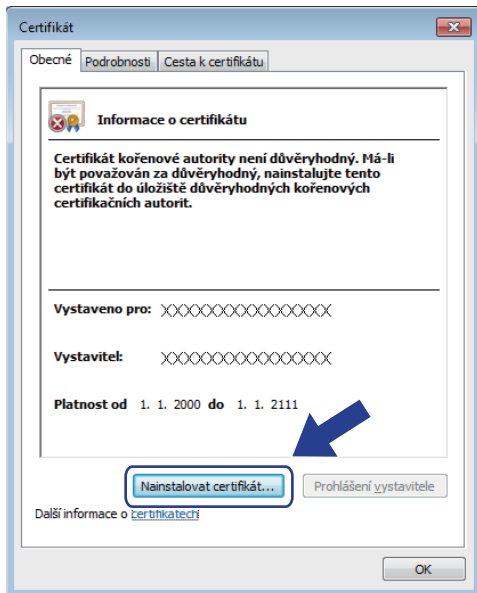 Certifikát
Obecné Podrobnosti Cesta k certifikátu
Informace o certifikátu
Certifikát kořenové autority není důvěryhodný. Má-li
být považován za důvěryhodný, nainstalujte tento
certifikát do úložiště důvěryhodných kořenových
certifikačních autorit.
Vystaveno pro: XXXXXXXXXXXXXXXX
Vystavitel: XXXXXXXXXXXXXXXX
Platnost od 1. 1. 2000 do 1. 1. 2111
Nainstalovat certifikát... Prohlášení vystavitele
Další informace o certifikátech
OK